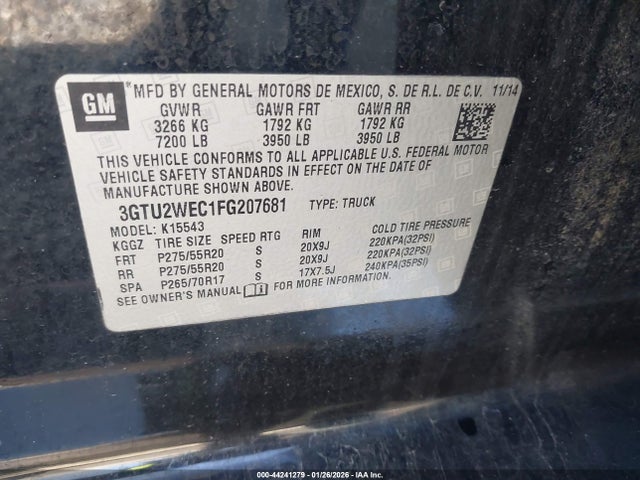 GM
MFD BY GENERAL MOTORS DE MEXICO, S. DE R.L. DE C.V. 11/14
GVWR GAWR FRT GAWR RR
3266 KG 1792 KG 1792 KG
7200 LB 3950 LB 3950 LB
THIS VEHICLE CONFORMS TO ALL APPLICABLE U.S. FEDERAL MOTOR
VEHICLE SAFETY STANDARDS IN EFFECT ON THE DATE OF
MANUFACTURE SHOWN ABOVE.
3GTU2WEC1FG207681 TYPE: TRUCK
MODEL: K15543
KGGZ TIRE SIZE SPEED RTG RIM COLD TIRE PRESSURE
FRT P275/55R20 S 20X9J 220KPA(32PSI)
RR P275/55R20 S 20X9J 220KPA(32PSI)
SPA P265/70R17 S 17X7.5J 240KPA(35PSI)
SEE OWNER'S MANUAL FOR MORE INFORMATION.
000-44241279 | 01/26/2026 | © IAA Inc.